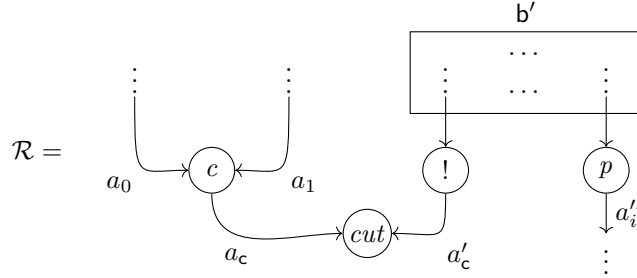 b′
⋯
⋮ ⋮ ⋮ ⋯ ⋮
ℛ = c ! p
a₀ a₁ a′ᵢ
cut
a_c a′_c
⋮